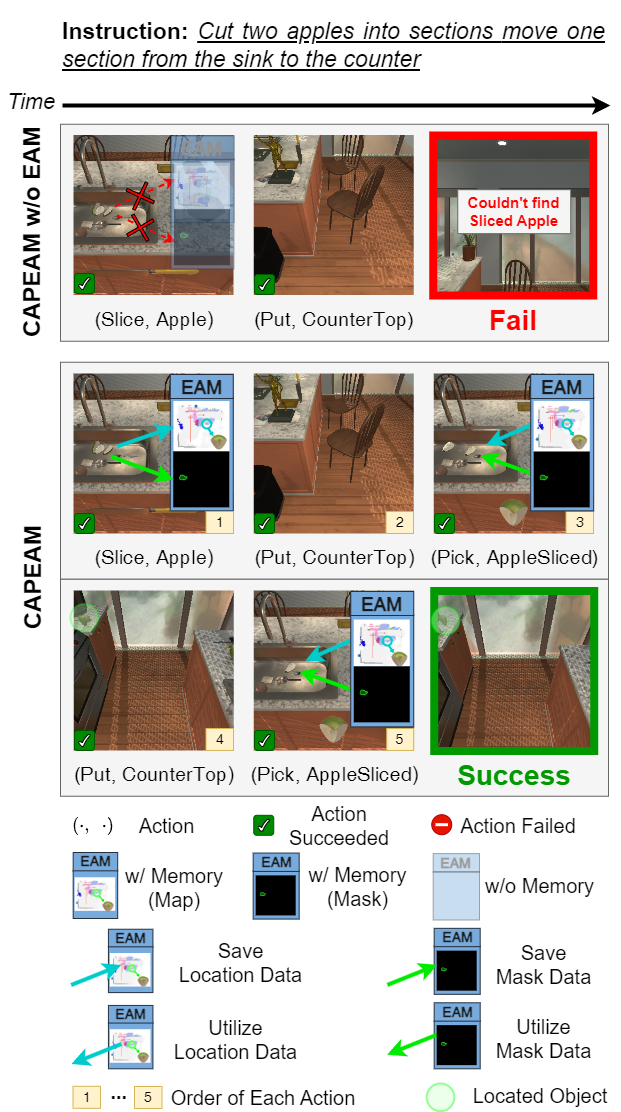 Instruction: Cut two apples into sections move one
section from the sink to the counter
Time
CAPEAM w/o EAM
EAM
Couldn't find
Sliced Apple
(Slice, Apple)
(Put, CounterTop)
Fail
CAPEAM
EAM
EAM
1
2
3
(Slice, Apple)
(Put, CounterTop)
(Pick, AppleSliced)
EAM
4
5
(Put, CounterTop)
(Pick, AppleSliced)
Success
(·, ·) Action
Action
Succeeded
Action Failed
EAM
w/ Memory
(Map)
EAM
w/ Memory
(Mask)
EAM
w/o Memory
EAM
Save
Location Data
EAM
Save
Mask Data
EAM
Utilize
Location Data
EAM
Utilize
Mask Data
1 ··· 5 Order of Each Action
Located Object